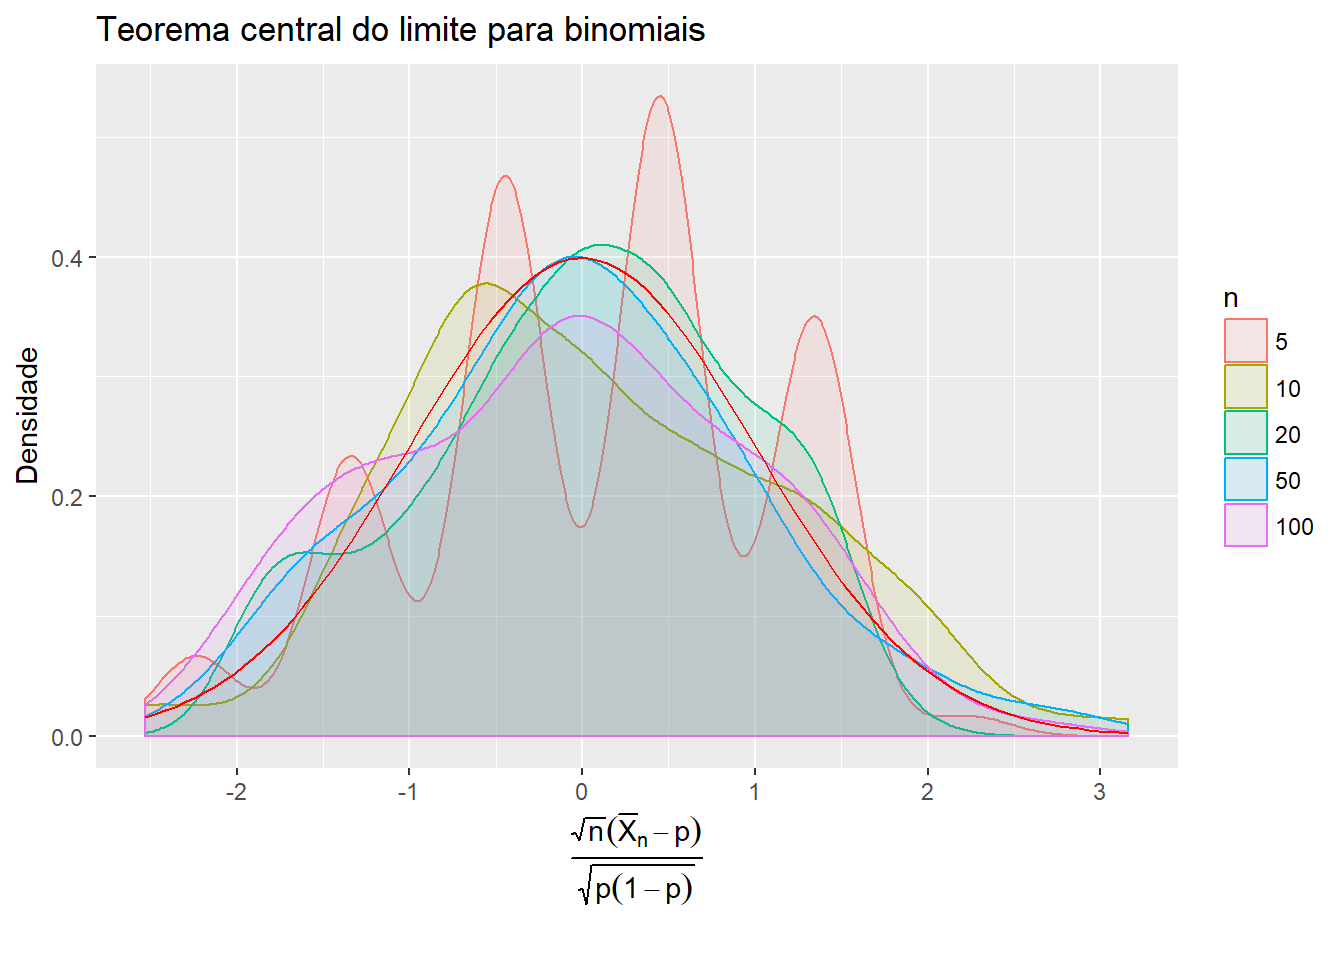 Teorema central do limite para binomiais
Densidade
0.4
0.2
0.0
-2 -1 0 1 2 3
√n(X̅n − p)
√p(1 − p)
n
5
10
20
50
100